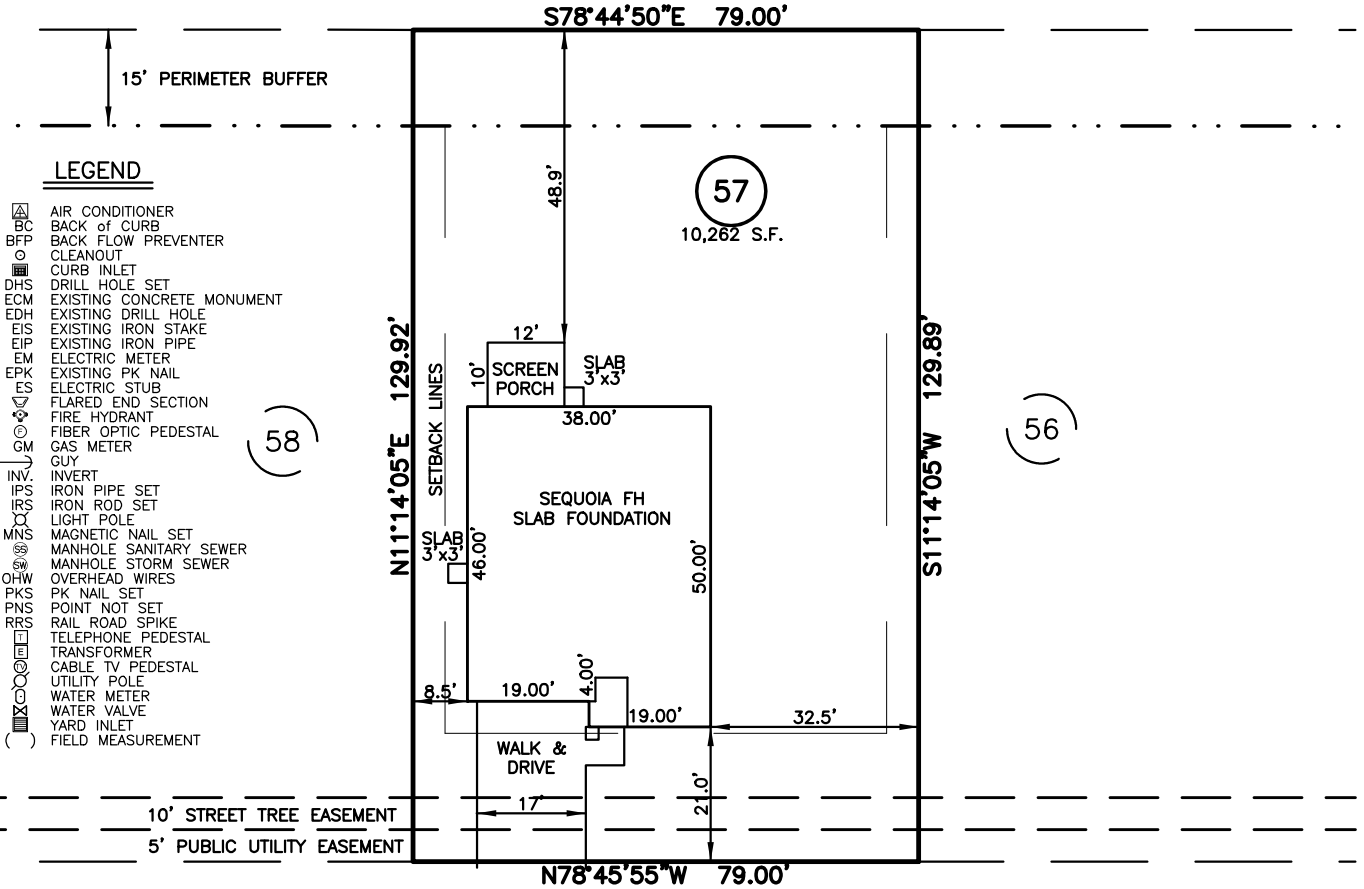 S78°44'50"E 79.00'
15' PERIMETER BUFFER
LEGEND
AIR CONDITIONER
BC BACK of CURB
BFP BACK FLOW PREVENTER
CLEANOUT
CURB INLET
DHS DRILL HOLE SET
ECM EXISTING CONCRETE MONUMENT
EDH EXISTING DRILL HOLE
EIS EXISTING IRON STAKE
EIP EXISTING IRON PIPE
EM ELECTRIC METER
EPK EXISTING PK NAIL
ES ELECTRIC STUB
FLARED END SECTION
FIRE HYDRANT
F FIBER OPTIC PEDESTAL
GM GAS METER
GUY
INV. INVERT
IPS IRON PIPE SET
IRS IRON ROD SET
LIGHT POLE
MNS MAGNETIC NAIL SET
SS MANHOLE SANITARY SEWER
SW MANHOLE STORM SEWER
OHW OVERHEAD WIRES
PKS PK NAIL SET
PNS POINT NOT SET
RRS RAIL ROAD SPIKE
T TELEPHONE PEDESTAL
E TRANSFORMER
TV CABLE TV PEDESTAL
UTILITY POLE
WATER METER
WATER VALVE
YARD INLET
( ) FIELD MEASUREMENT
48.9'
57
10,262 S.F.
N11°14'05"E 129.92'
S11°14'05"W 129.89'
SETBACK LINES
58
56
12'
10'
SCREEN
PORCH
SLAB
3'x3'
38.00'
SEQUOIA FH
SLAB FOUNDATION
SLAB
3'x3'
46.00'
50.00'
8.5'
19.00'
4.00'
19.00'
32.5'
WALK &
DRIVE
17'
21.0'
10' STREET TREE EASEMENT
5' PUBLIC UTILITY EASEMENT
N78°45'55"W 79.00'